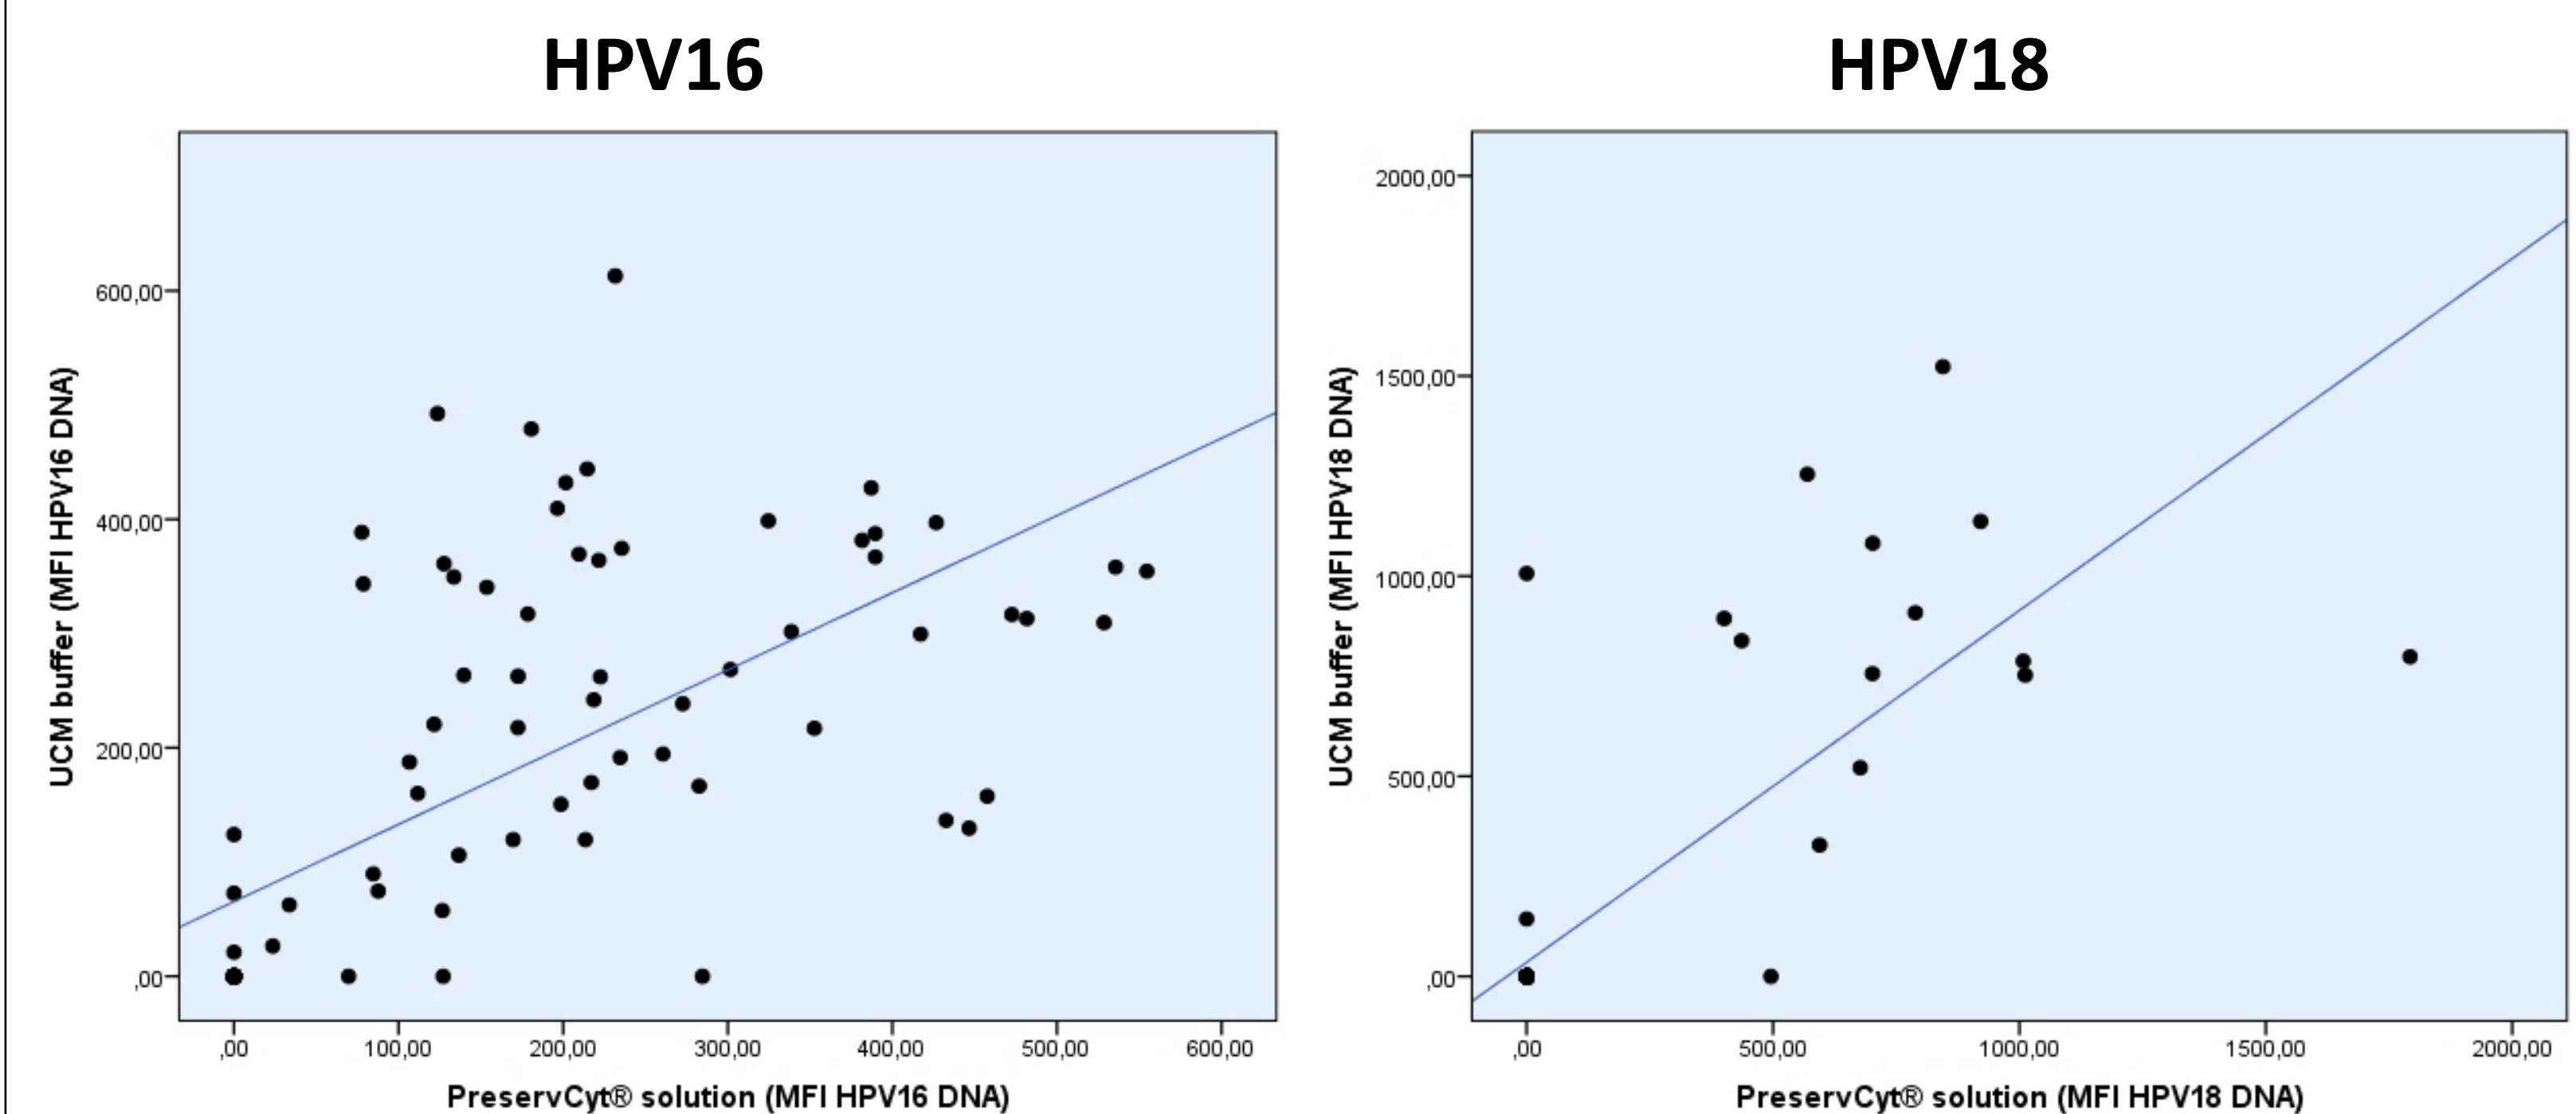 HPV16
UCM buffer (MFI HPV16 DNA)
600,00
400,00
200,00
,00
,00 100,00 200,00 300,00 400,00 500,00 600,00
PreservCyt® solution (MFI HPV16 DNA)
HPV18
UCM buffer (MFI HPV18 DNA)
2000,00
1500,00
1000,00
500,00
,00
,00 500,00 1000,00 1500,00 2000,00
PreservCyt® solution (MFI HPV18 DNA)